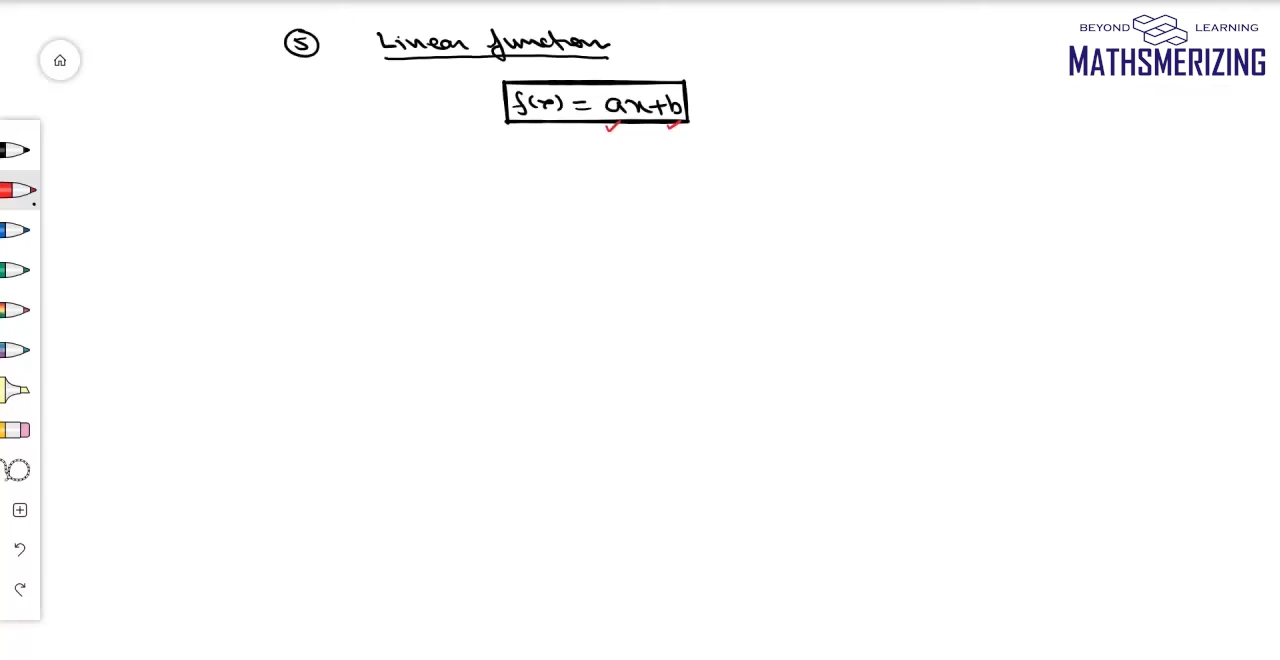 ⑤ Linear function
BEYOND LEARNING
MATHSMERIZING
f(x) = ax+b